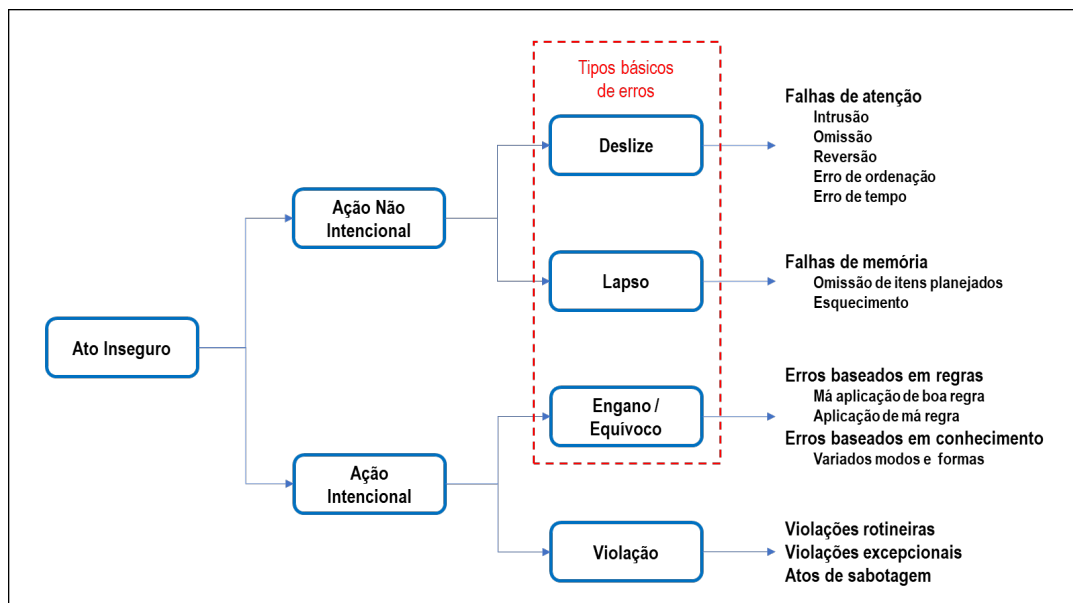 Tipos básicos
de erros
Deslize
Falhas de atenção
Intrusão
Omissão
Reversão
Erro de ordenação
Erro de tempo
Ação Não
Intencional
Lapso
Falhas de memória
Omissão de itens planejados
Esquecimento
Ato Inseguro
Engano /
Equívoco
Erros baseados em regras
Má aplicação de boa regra
Aplicação de má regra
Erros baseados em conhecimento
Variados modos e formas
Ação
Intencional
Violação
Violações rotineiras
Violações excepcionais
Atos de sabotagem